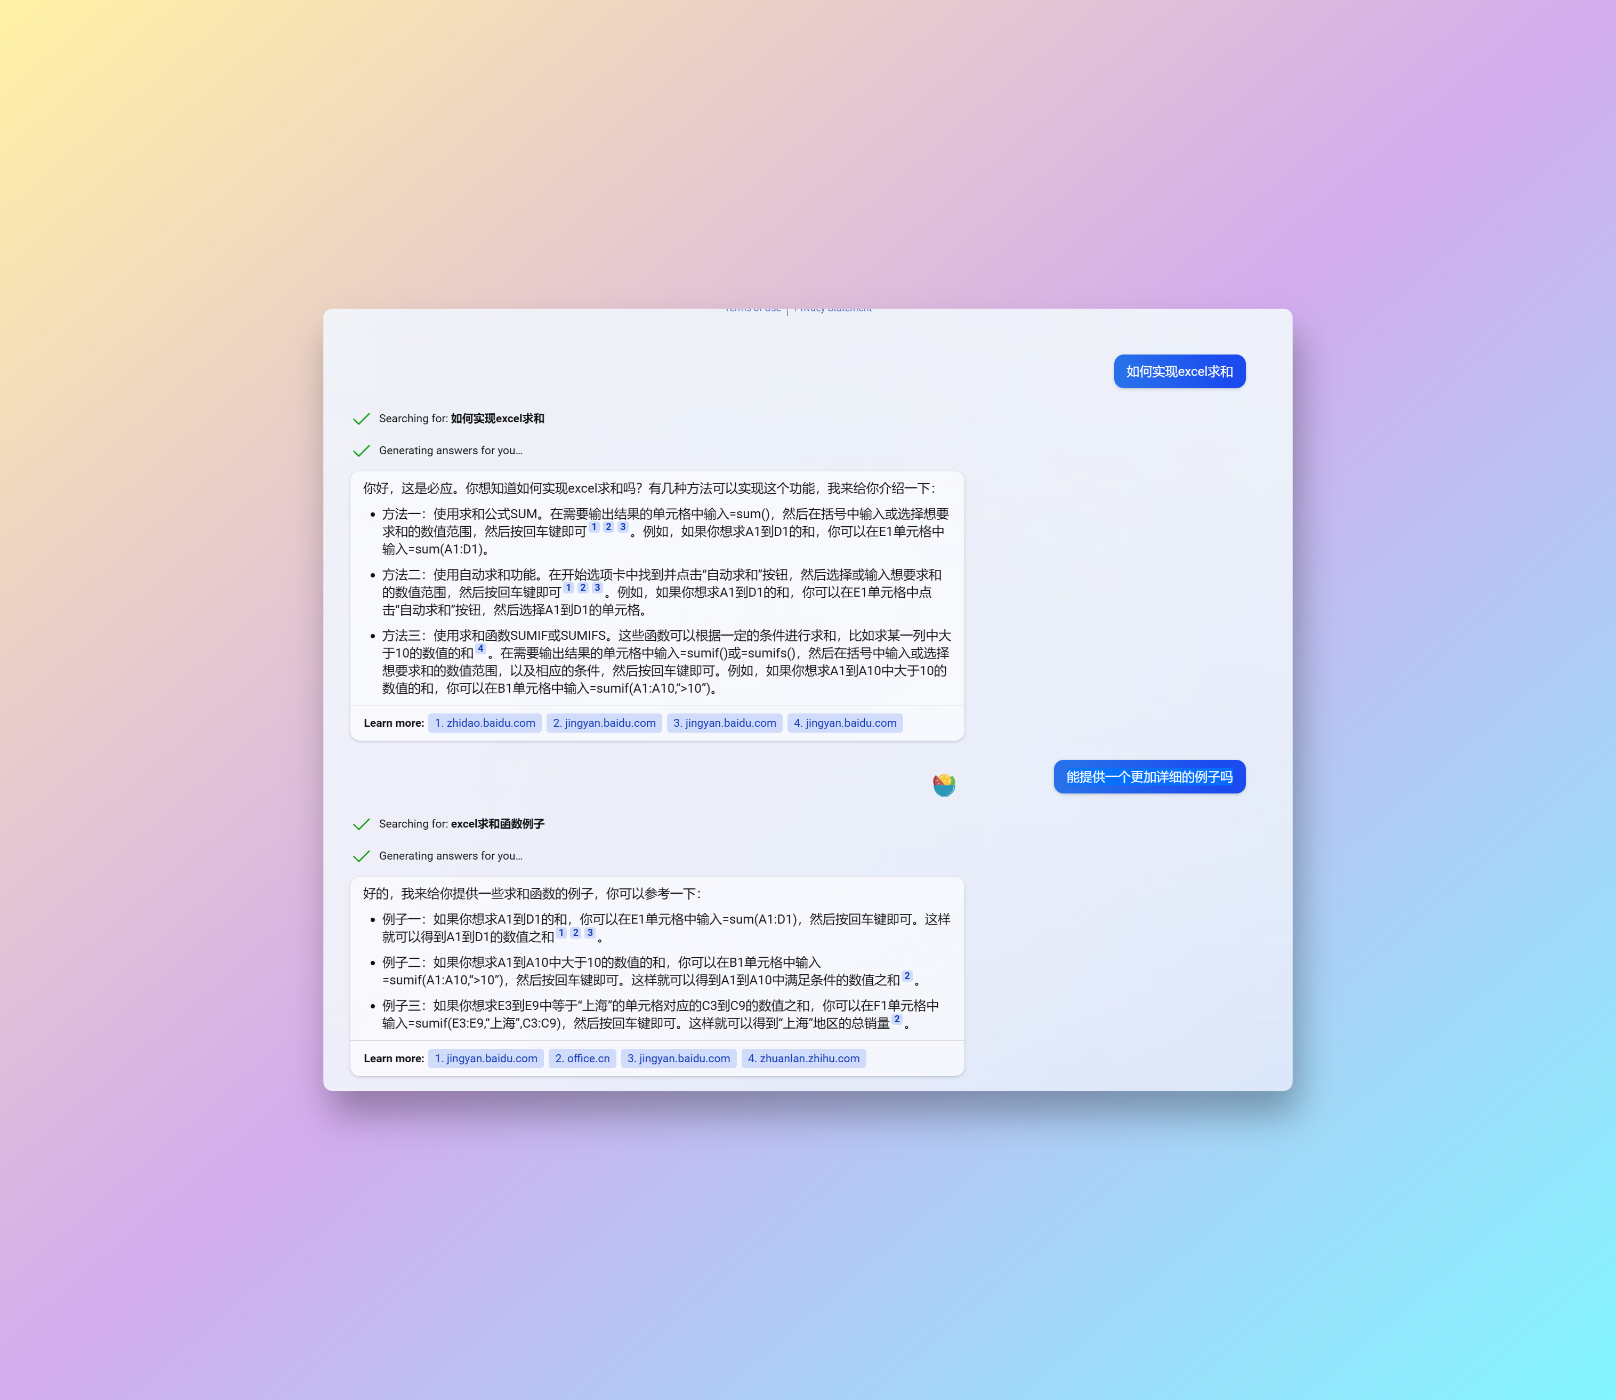 Terms of Use | Privacy Statement
如何实现excel求和
Searching for: 如何实现excel求和
Generating answers for you...
你好，这是必应。你想知道如何实现excel求和吗？有几种方法可以实现这个功能，我来给你介绍一下：
• 方法一：使用求和公式SUM。在需要输出结果的单元格中输入=sum()，然后在括号中输入或选择想要
求和的数值范围，然后按回车键即可 1 2 3 。例如，如果你想求A1到D1的和，你可以在E1单元格中
输入=sum(A1:D1)。
• 方法二：使用自动求和功能。在开始选项卡中找到并点击“自动求和”按钮，然后选择或输入想要求和
的数值范围，然后按回车键即可 1 2 3 。例如，如果你想求A1到D1的和，你可以在E1单元格中点
击“自动求和”按钮，然后选择A1到D1的单元格。
• 方法三：使用求和函数SUMIF或SUMIFS。这些函数可以根据一定的条件进行求和，比如求某一列中大
于10的数值的和 4 。在需要输出结果的单元格中输入=sumif()或=sumifs()，然后在括号中输入或选择
想要求和的数值范围，以及相应的条件，然后按回车键即可。例如，如果你想求A1到A10中大于10的
数值的和，你可以在B1单元格中输入=sumif(A1:A10,“>10”)。
Learn more: 1. zhidao.baidu.com 2. jingyan.baidu.com 3. jingyan.baidu.com 4. jingyan.baidu.com
能提供一个更加详细的例子吗
Searching for: excel求和函数例子
Generating answers for you...
好的，我来给你提供一些求和函数的例子，你可以参考一下：
• 例子一：如果你想求A1到D1的和，你可以在E1单元格中输入=sum(A1:D1)，然后按回车键即可。这样
就可以得到A1到D1的数值之和 1 2 3 。
• 例子二：如果你想求A1到A10中大于10的数值的和，你可以在B1单元格中输入
=sumif(A1:A10,“>10”)，然后按回车键即可。这样就可以得到A1到A10中满足条件的数值之和 2 。
• 例子三：如果你想求E3到E9中等于“上海”的单元格对应的C3到C9的数值之和，你可以在F1单元格中
输入=sumif(E3:E9,“上海”,C3:C9)，然后按回车键即可。这样就可以得到“上海”地区的总销量 2 。
Learn more: 1. jingyan.baidu.com 2. office.cn 3. jingyan.baidu.com 4. zhuanlan.zhihu.com